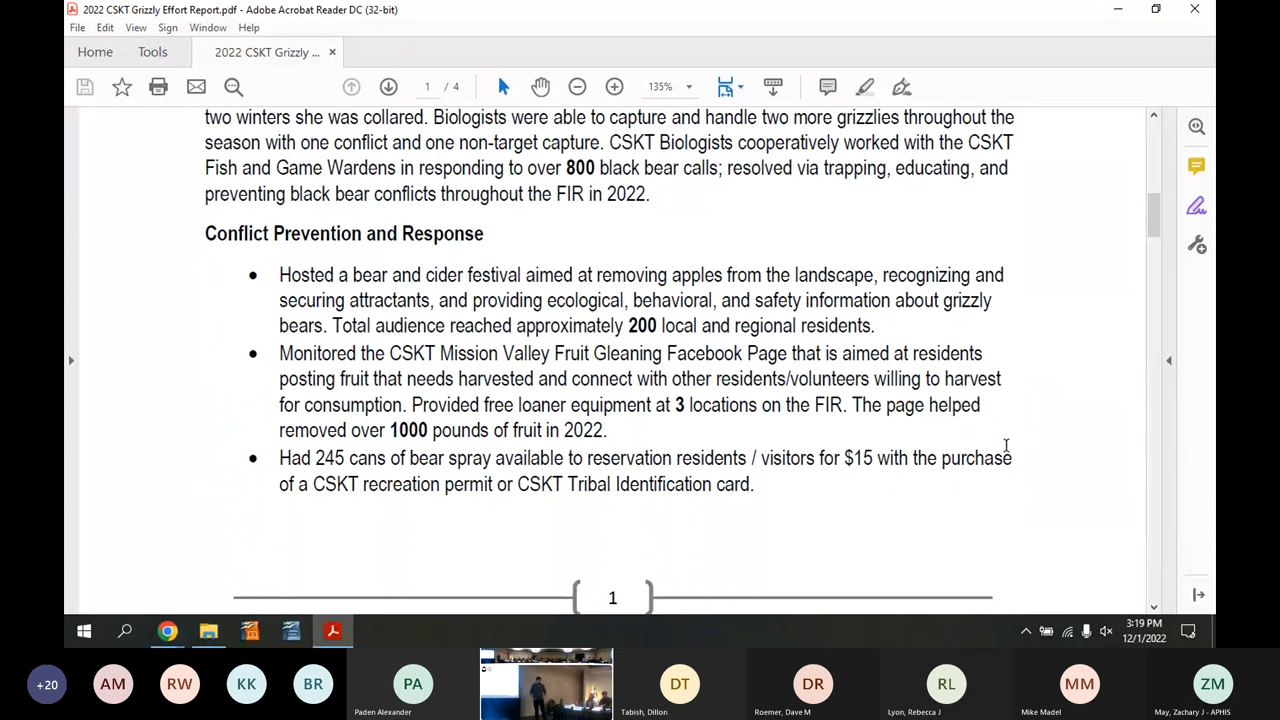 2022 CSKT Grizzly Effort Report.pdf - Adobe Acrobat Reader DC (32-bit)
File Edit View Sign Window Help
Home Tools 2022 CSKT Grizzly ... ×
1 / 4 135%
two winters she was collared. Biologists were able to capture and handle two more grizzlies throughout the
season with one conflict and one non-target capture. CSKT Biologists cooperatively worked with the CSKT
Fish and Game Wardens in responding to over 800 black bear calls; resolved via trapping, educating, and
preventing black bear conflicts throughout the FIR in 2022.
Conflict Prevention and Response
• Hosted a bear and cider festival aimed at removing apples from the landscape, recognizing and
securing attractants, and providing ecological, behavioral, and safety information about grizzly
bears. Total audience reached approximately 200 local and regional residents.
• Monitored the CSKT Mission Valley Fruit Gleaning Facebook Page that is aimed at residents
posting fruit that needs harvested and connect with other residents/volunteers willing to harvest
for consumption. Provided free loaner equipment at 3 locations on the FIR. The page helped
removed over 1000 pounds of fruit in 2022.
• Had 245 cans of bear spray available to reservation residents / visitors for $15 with the purchase
of a CSKT recreation permit or CSKT Tribal Identification card.
1
3:19 PM
12/1/2022
+20 AM RW KK BR PA DT DR RL MM ZM
Paden Alexander Tabish, Dillon Roemer, Dave M Lyon, Rebecca J Mike Madel May, Zachary J - APHIS